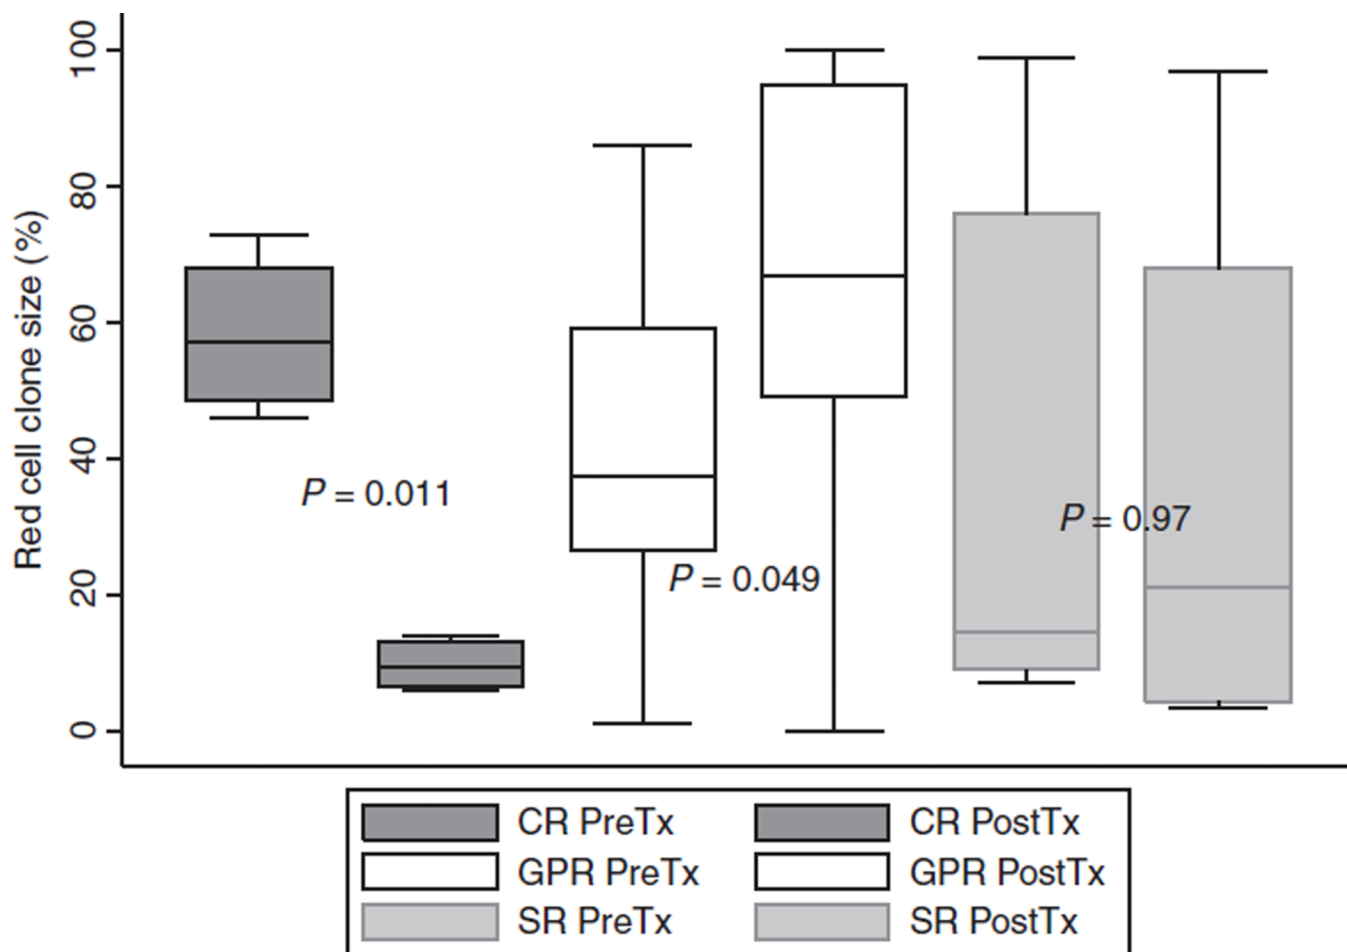 Red cell clone size (%)
100
80
60
40
20
0
P = 0.011
P = 0.049
P = 0.97
CR PreTx
CR PostTx
GPR PreTx
GPR PostTx
SR PreTx
SR PostTx